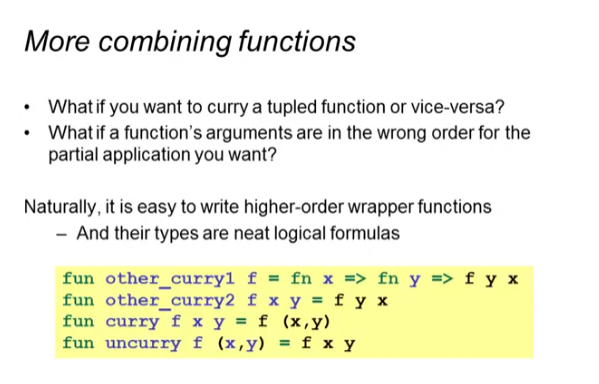 More combining functions
• What if you want to curry a tupled function or vice-versa?
• What if a function's arguments are in the wrong order for the
partial application you want?
Naturally, it is easy to write higher-order wrapper functions
– And their types are neat logical formulas
fun other_curry1 f = fn x => fn y => f y x
fun other_curry2 f x y = f y x
fun curry f x y = f (x,y)
fun uncurry f (x,y) = f x y